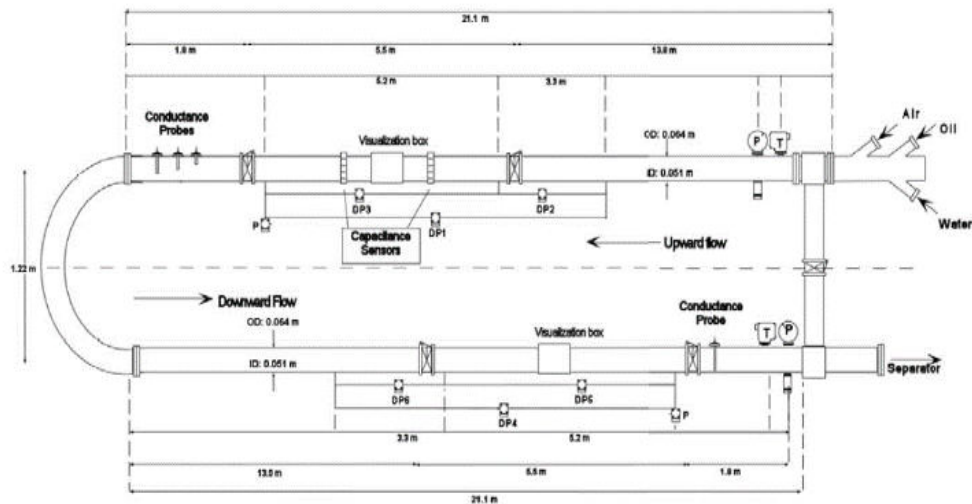 21.1 m
1.8 m
5.5 m
13.8 m
5.2 m
3.3 m
Conductance
Probes
Visualization box
OD: 0.064 m
P
T
Air
Oil
ID: 0.051 m
DP3
DP2
P
DP1
Water
Capacitance
Sensors
Upward flow
1.22 m
Downward Flow
Conductance
Probe
OD: 0.064 m
Visualization box
T
P
ID: 0.051 m
Separator
DP6
DP5
DP4
P
3.3 m
5.2 m
5.5 m
1.8 m
21.1 m